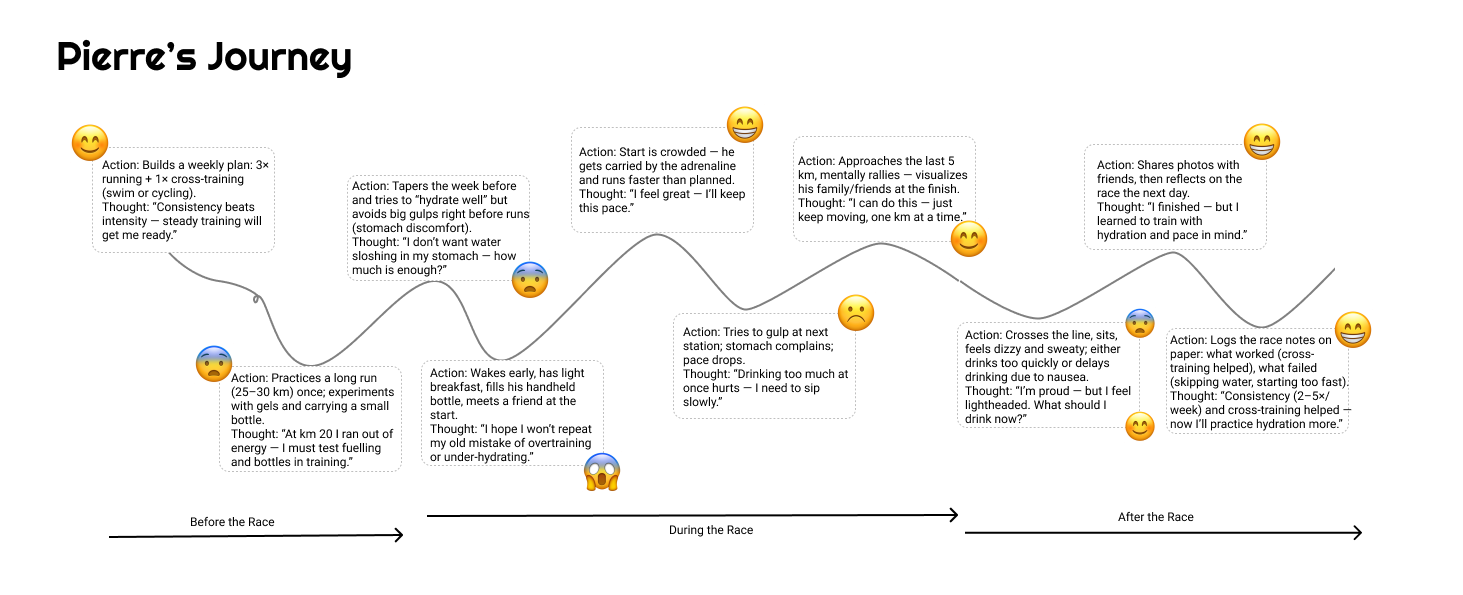 Pierre's Journey
Action: Builds a weekly plan: 3×
running + 1× cross-training
(swim or cycling).
Thought: “Consistency beats
intensity — steady training will
get me ready.”
Action: Practices a long run
(25–30 km) once; experiments
with gels and carrying a small
bottle.
Thought: “At km 20 I ran out of
energy — I must test fuelling
and bottles in training.”
Action: Tapers the week before
and tries to “hydrate well” but
avoids big gulps right before runs
(stomach discomfort).
Thought: “I don’t want water
sloshing in my stomach — how
much is enough?”
Action: Wakes early, has light
breakfast, fills his handheld
bottle, meets a friend at the
start.
Thought: “I hope I won’t repeat
my old mistake of overtraining
or under-hydrating.”
Action: Start is crowded — he
gets carried by the adrenaline
and runs faster than planned.
Thought: “I feel great — I’ll keep
this pace.”
Action: Tries to gulp at next
station; stomach complains;
pace drops.
Thought: “Drinking too much at
once hurts — I need to sip
slowly.”
Action: Approaches the last 5
km, mentally rallies — visualizes
his family/friends at the finish.
Thought: “I can do this — just
keep moving, one km at a time.”
Action: Crosses the line, sits,
feels dizzy and sweaty; either
drinks too quickly or delays
drinking due to nausea.
Thought: “I’m proud — but I feel
lightheaded. What should I
drink now?”
Action: Shares photos with
friends, then reflects on the
race the next day.
Thought: “I finished — but I
learned to train with
hydration and pace in mind.”
Action: Logs the race notes on
paper: what worked (cross-
training helped), what failed
(skipping water, starting too fast).
Thought: “Consistency (2–5×/
week) and cross-training helped —
now I’ll practice hydration more.”
Before the Race
During the Race
After the Race